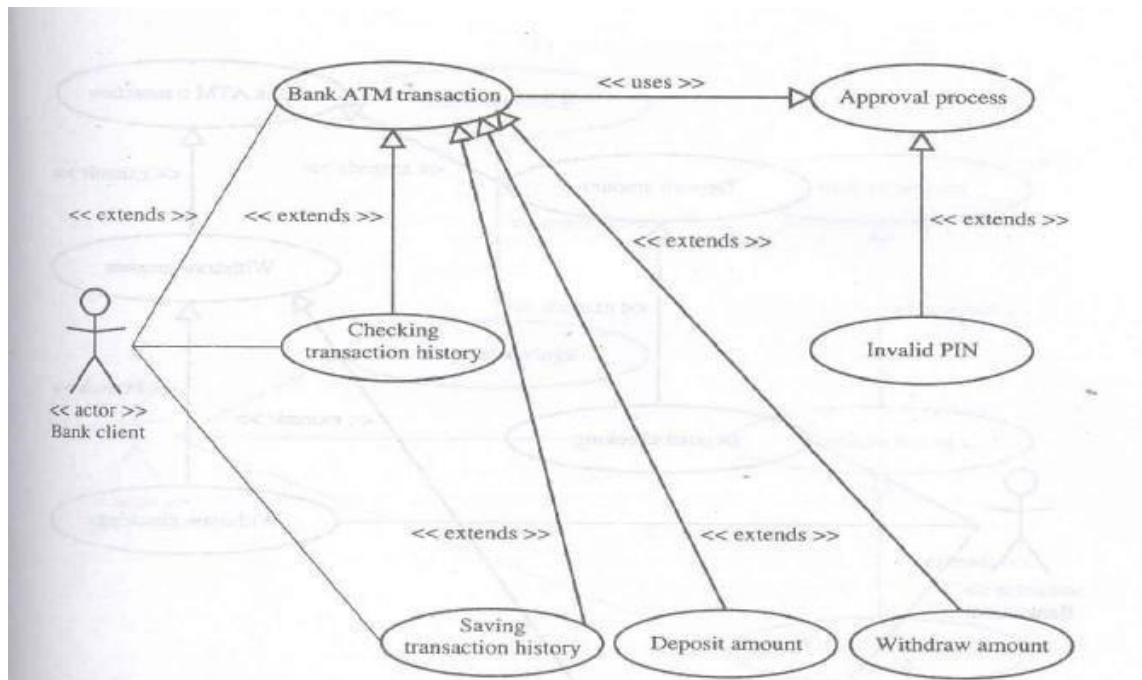 << uses >>
Bank ATM transaction
Approval process
<< extends >>
<< extends >>
<< extends >>
<< extends >>
Checking
transaction history
Invalid PIN
<< actor >>
Bank client
<< extends >>
<< extends >>
Saving
transaction history
Deposit amount
Withdraw amount